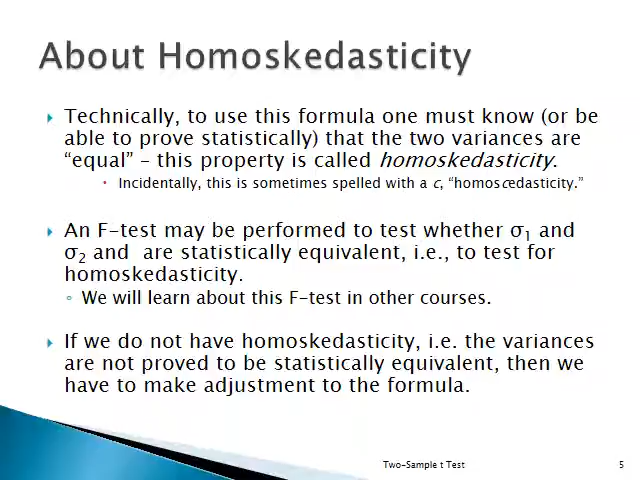 About Homoskedasticity
Technically, to use this formula one must know (or be
able to prove statistically) that the two variances are
“equal” – this property is called homoskedasticity.
Incidentally, this is sometimes spelled with a c, “homoscedasticity.”
An F-test may be performed to test whether σ₁ and
σ₂ and  are statistically equivalent, i.e., to test for
homoskedasticity.
We will learn about this F-test in other courses.
If we do not have homoskedasticity, i.e. the variances
are not proved to be statistically equivalent, then we
have to make adjustment to the formula.
Two-Sample t Test
5